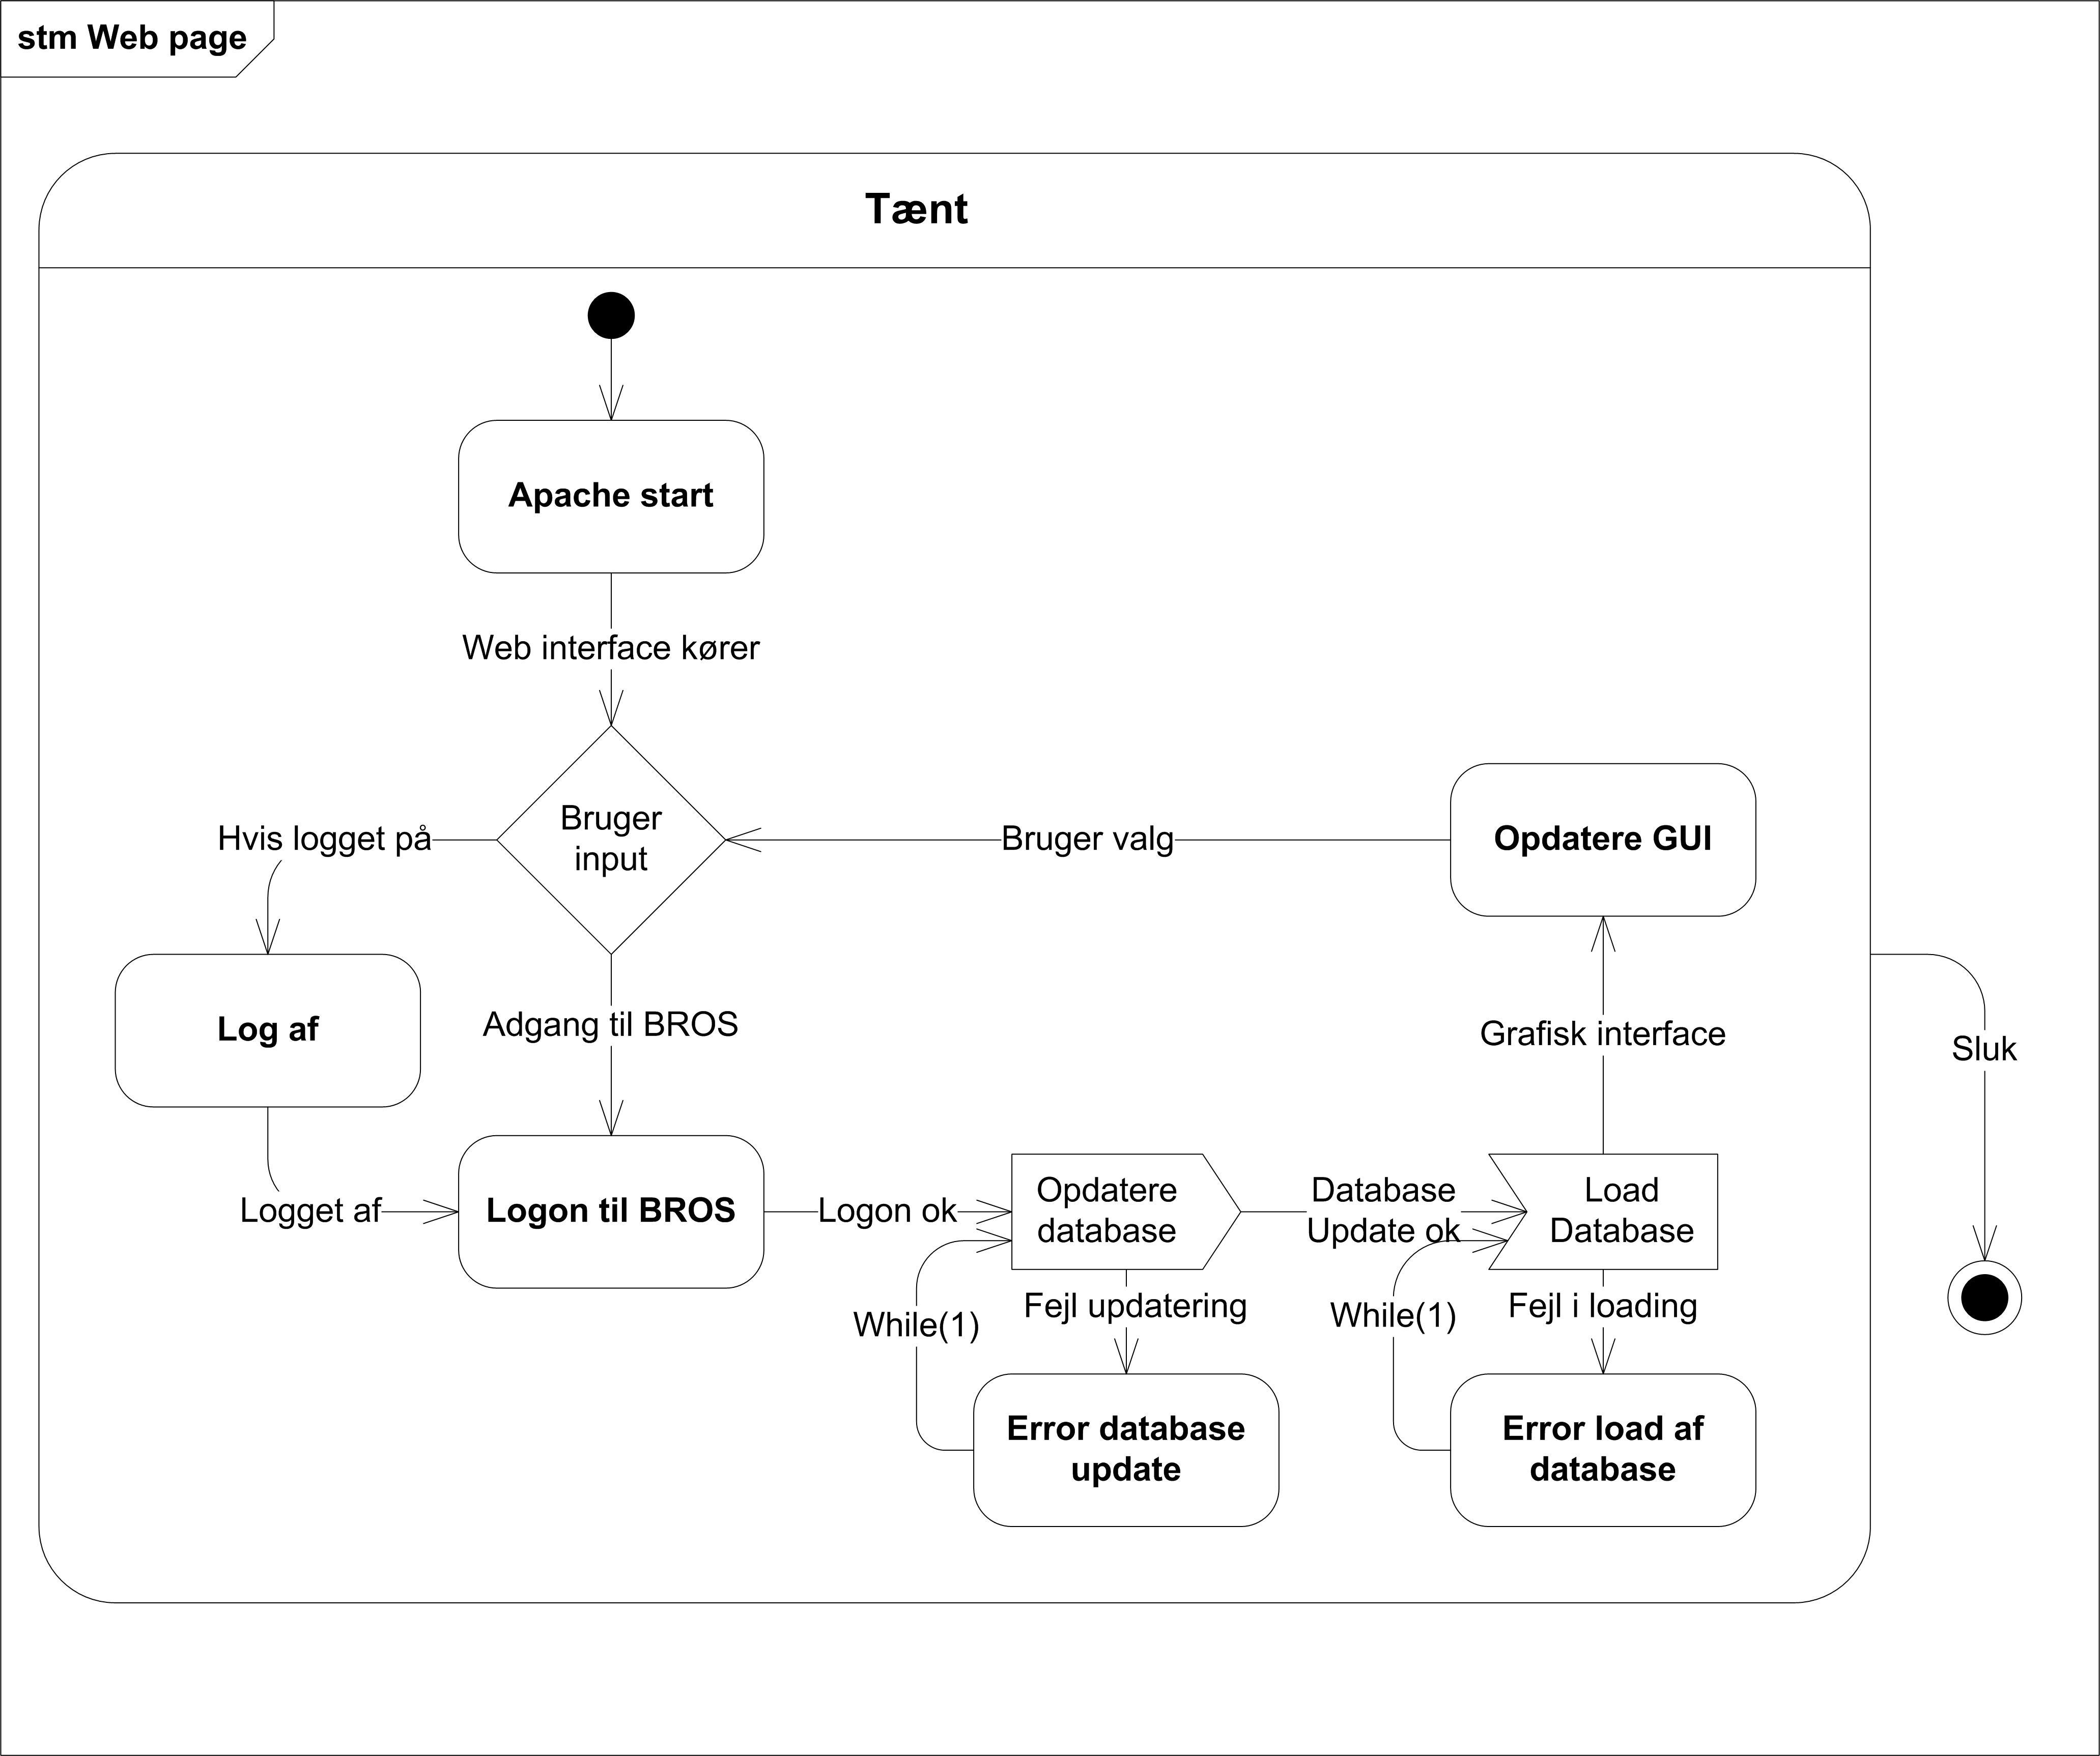 stm Web page
Tænt
Apache start
Web interface kører
Bruger
input
Hvis logget på
Bruger valg
Opdatere GUI
Log af
Adgang til BROS
Grafisk interface
Sluk
Logget af
Logon til BROS
Logon ok
Opdatere
database
Database
Update ok
Load
Database
While(1)
Fejl updatering
While(1)
Fejl i loading
Error database
update
Error load af
database